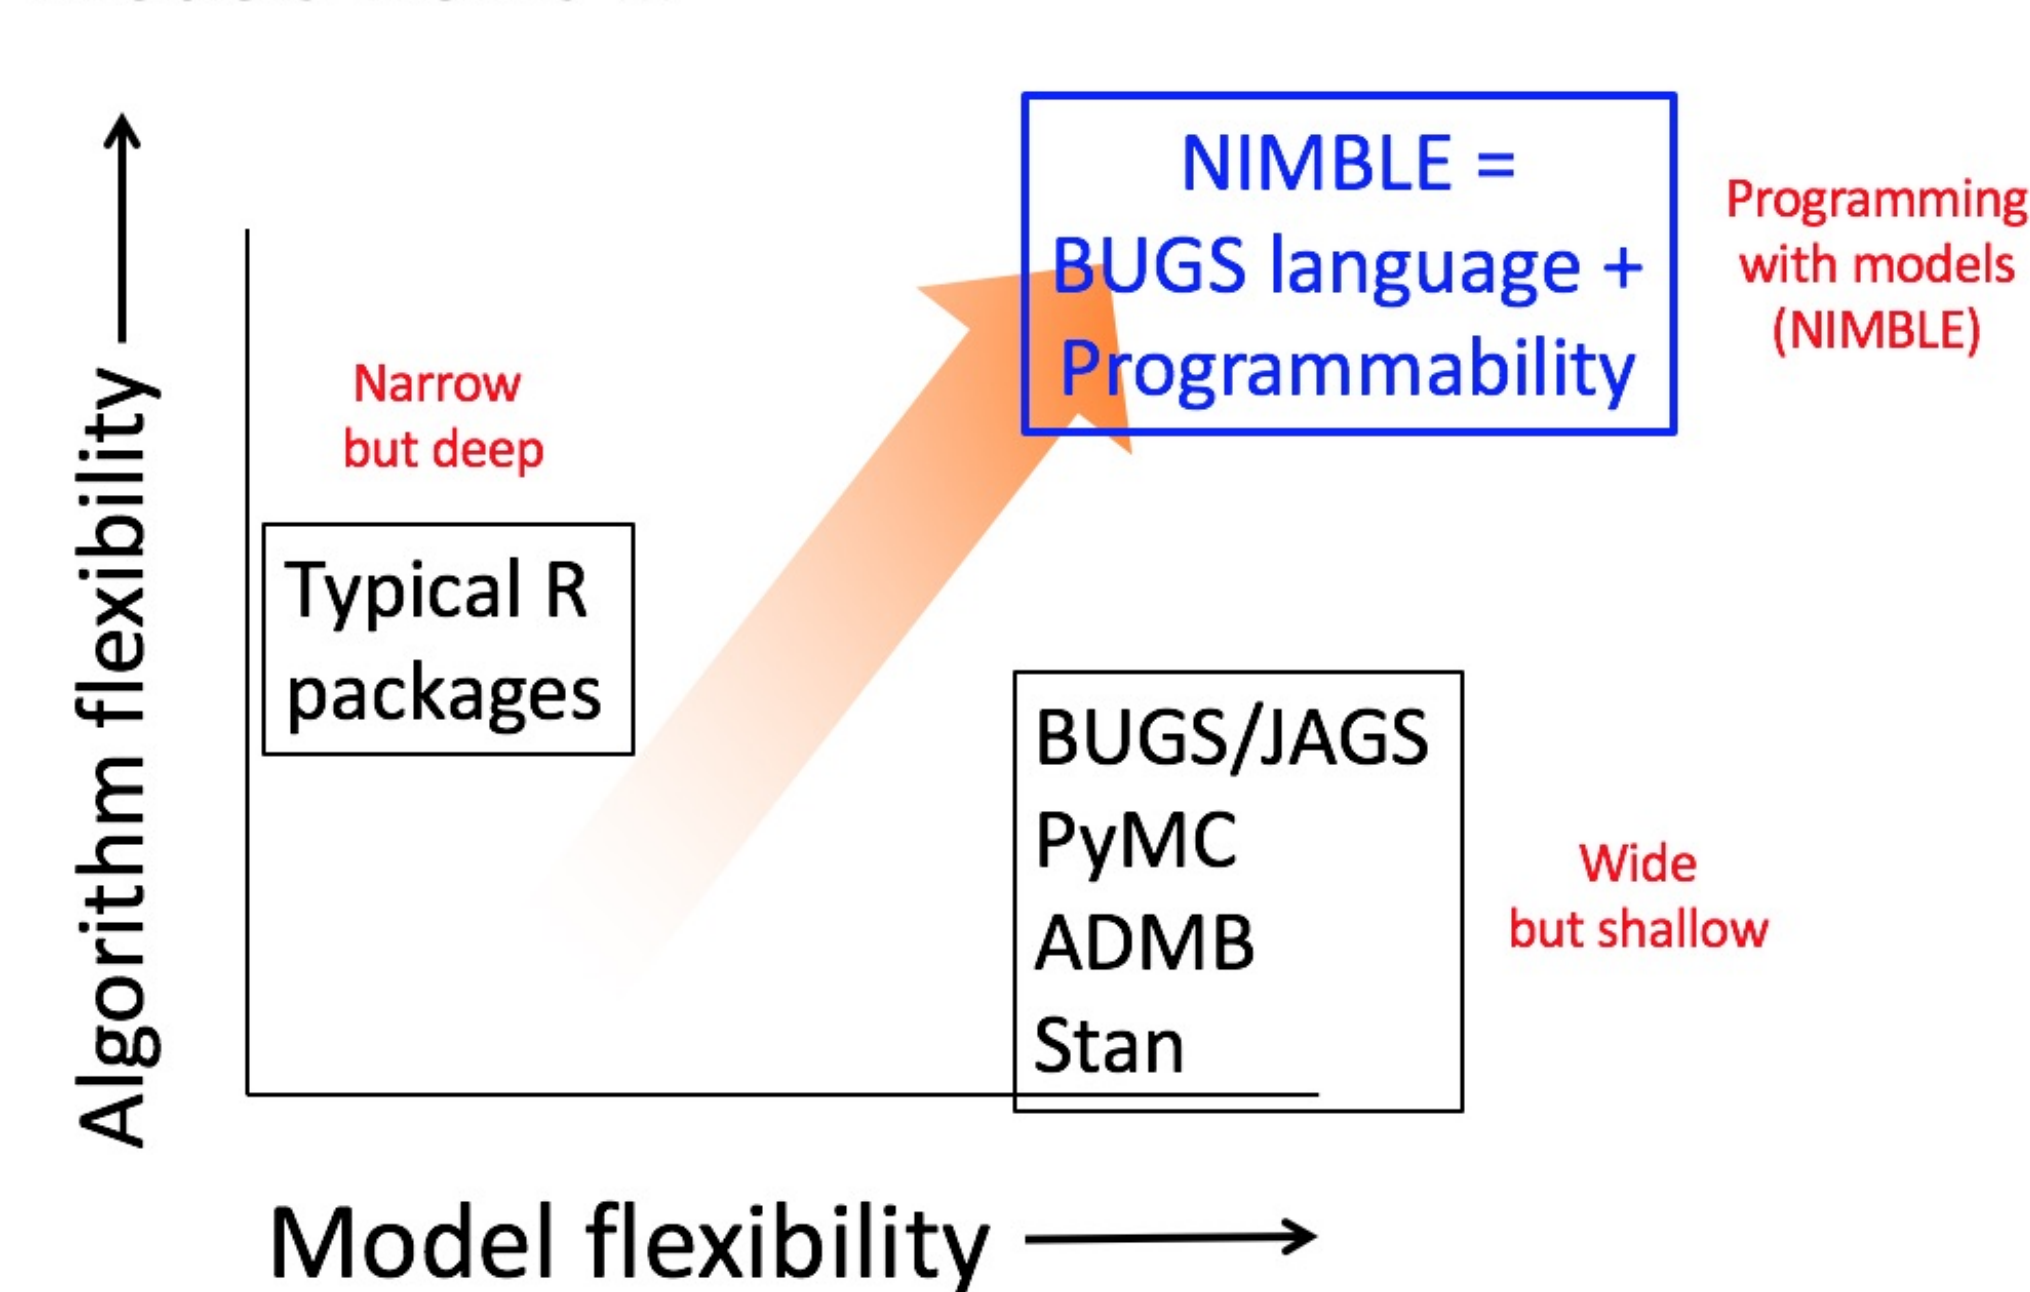 NIMBLE =
BUGS language +
Programmability
Programming
with models
(NIMBLE)
Algorithm flexibility
Narrow
but deep
Typical R
packages
BUGS/JAGS
PyMC
ADMB
Stan
Wide
but shallow
Model flexibility